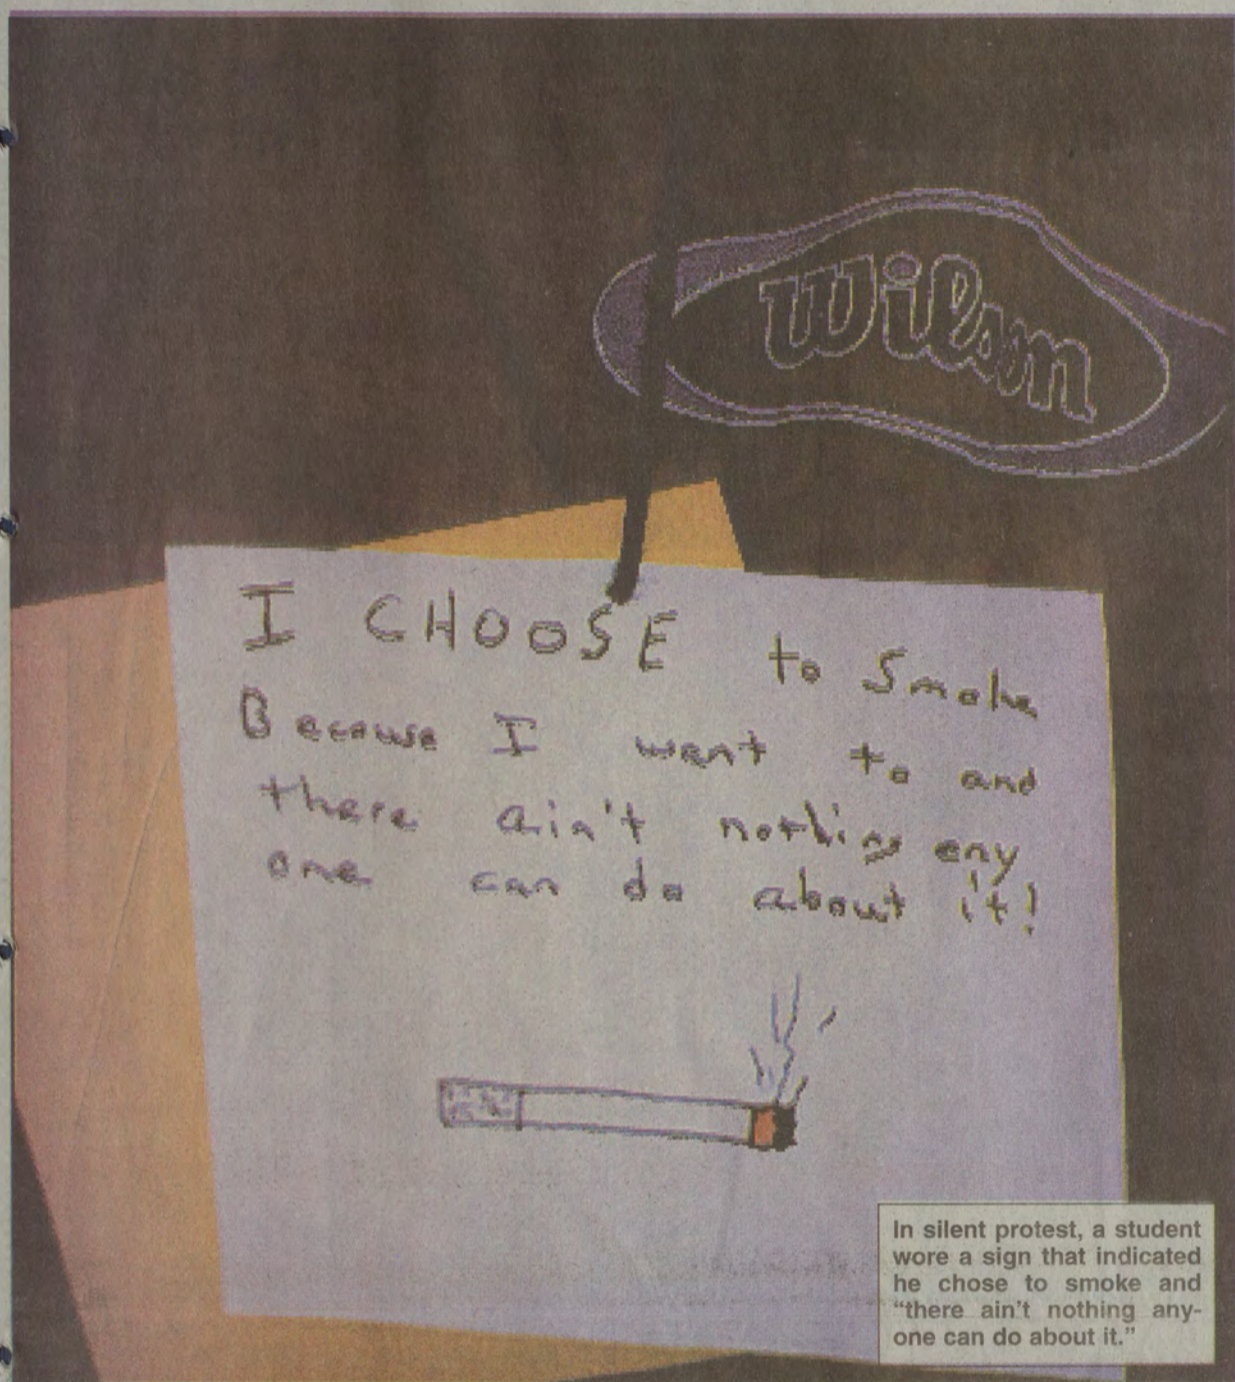 Wilson
I CHOOSE to Smoke
Because I want to and
there ain't nothing any
one can do about it!
In silent protest, a student
wore a sign that indicated
he chose to smoke and
“there ain't nothing any-
one can do about it.”